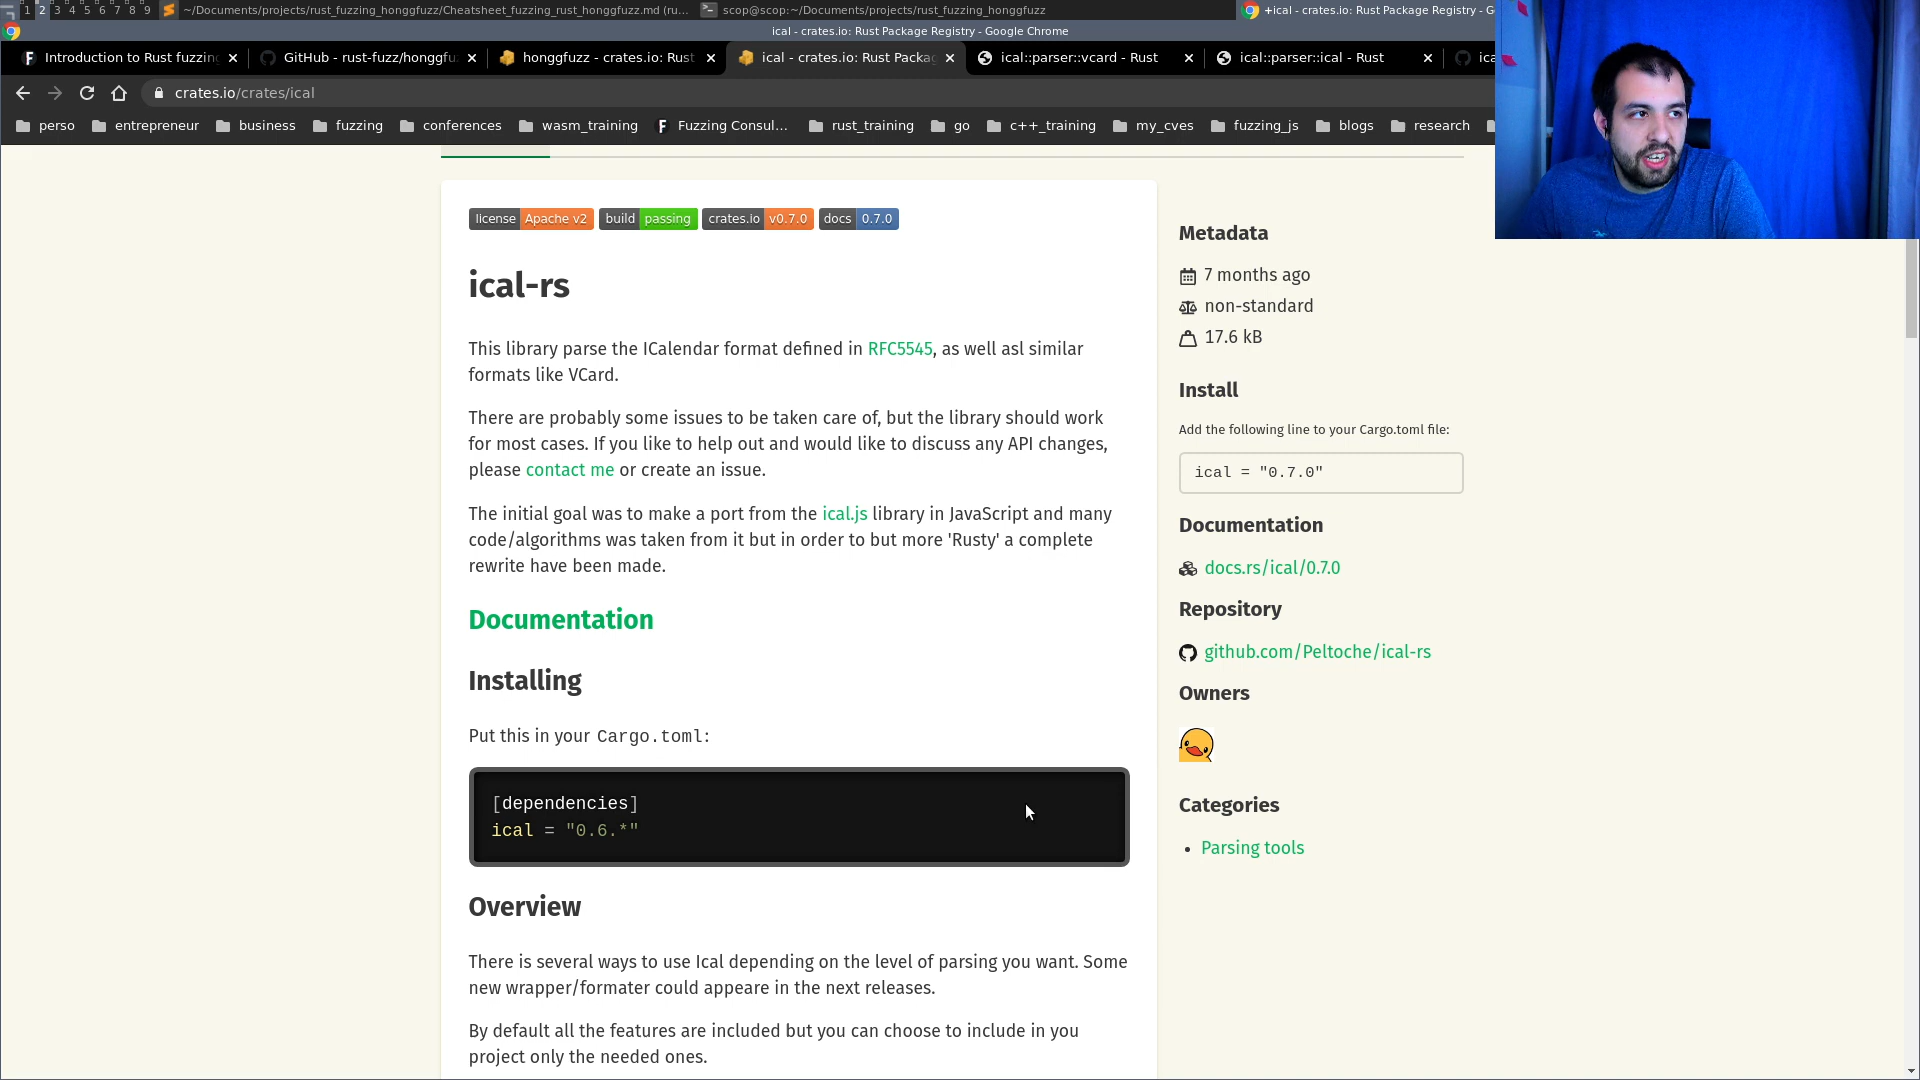 1 2 3 4 5 6 7 8 9 ~/Documents/projects/rust_fuzzing_honggfuzz/Cheatsheet_fuzzing_rust_honggfuzz.md (ru... scop@scop:~/Documents/projects/rust_fuzzing_honggfuzz +ical - crates.io: Rust Package Registry - G
ical - crates.io: Rust Package Registry - Google Chrome
Introduction to Rust fuzzing GitHub - rust-fuzz/honggfu honggfuzz - crates.io: Rust ical - crates.io: Rust Packag ical::parser::vcard - Rust ical::parser::ical - Rust ica
crates.io/crates/ical
perso entrepreneur business fuzzing conferences wasm_training Fuzzing Consul... rust_training go c++_training my_cves fuzzing_js blogs research
license Apache v2 build passing crates.io v0.7.0 docs 0.7.0
ical-rs
This library parse the ICalendar format defined in RFC5545, as well asl similar
formats like VCard.
There are probably some issues to be taken care of, but the library should work
for most cases. If you like to help out and would like to discuss any API changes,
please contact me or create an issue.
The initial goal was to make a port from the ical.js library in JavaScript and many
code/algorithms was taken from it but in order to but more 'Rusty' a complete
rewrite have been made.
Documentation
Installing
Put this in your Cargo.toml:
[dependencies]
ical = "0.6.*"
Overview
There is several ways to use Ical depending on the level of parsing you want. Some
new wrapper/formater could appeare in the next releases.
By default all the features are included but you can choose to include in you
project only the needed ones.
Metadata
7 months ago
non-standard
17.6 kB
Install
Add the following line to your Cargo.toml file:
ical = "0.7.0"
Documentation
docs.rs/ical/0.7.0
Repository
github.com/Peltoche/ical-rs
Owners
Categories
Parsing tools